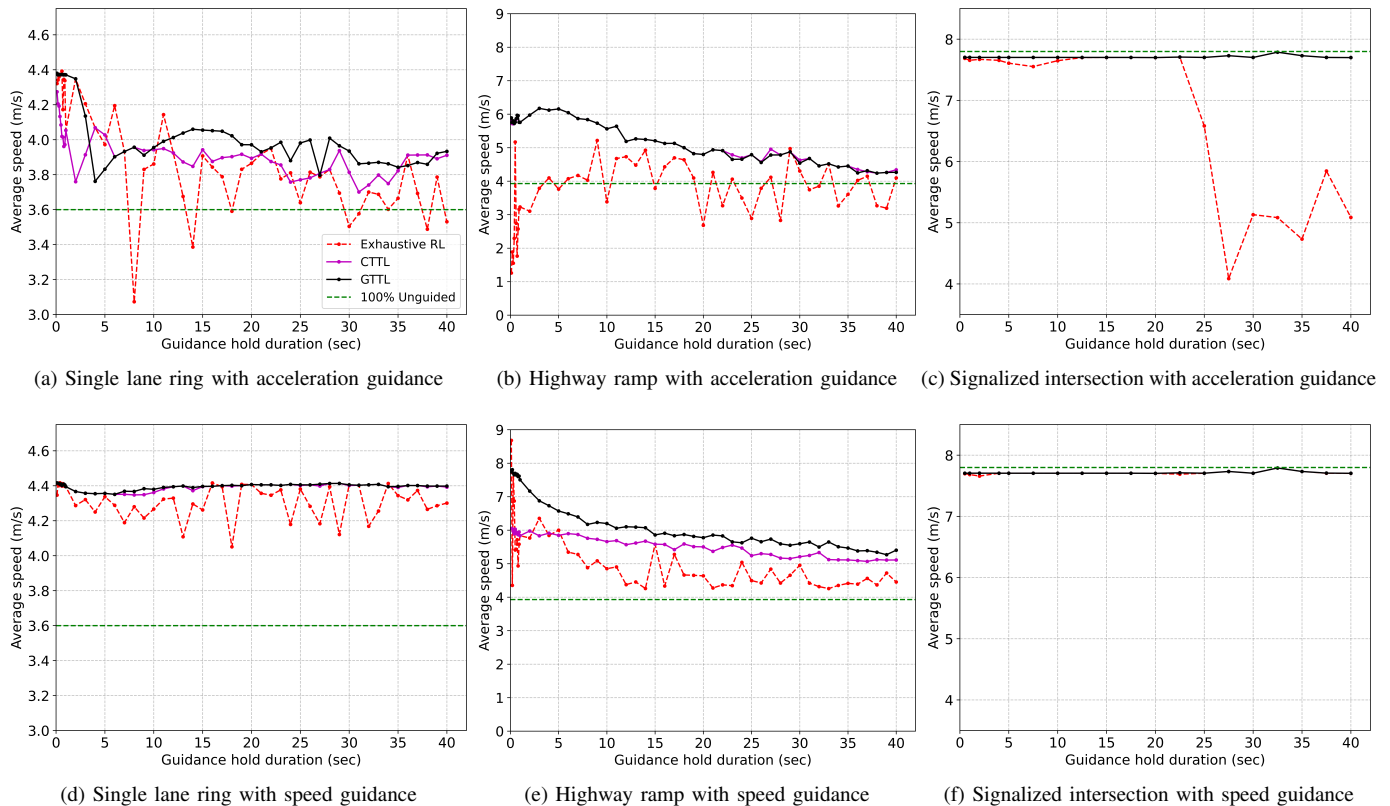 4.6
4.4
4.2
4.0
3.8
3.6
3.4
3.2
3.0
Average speed (m/s)
0 5 10 15 20 25 30 35 40
Guidance hold duration (sec)
Exhaustive RL
CTTL
GTTL
100% Unguided
(a) Single lane ring with acceleration guidance
9
8
7
6
5
4
3
2
1
0
Average speed (m/s)
0 5 10 15 20 25 30 35 40
Guidance hold duration (sec)
(b) Highway ramp with acceleration guidance
8
7
6
5
4
Average speed (m/s)
0 5 10 15 20 25 30 35 40
Guidance hold duration (sec)
(c) Signalized intersection with acceleration guidance
4.6
4.4
4.2
4.0
3.8
3.6
3.4
3.2
3.0
Average speed (m/s)
0 5 10 15 20 25 30 35 40
Guidance hold duration (sec)
(d) Single lane ring with speed guidance
9
8
7
6
5
4
3
2
1
0
Average speed (m/s)
0 5 10 15 20 25 30 35 40
Guidance hold duration (sec)
(e) Highway ramp with speed guidance
8
7
6
5
4
Average speed (m/s)
0 5 10 15 20 25 30 35 40
Guidance hold duration (sec)
(f) Signalized intersection with speed guidance